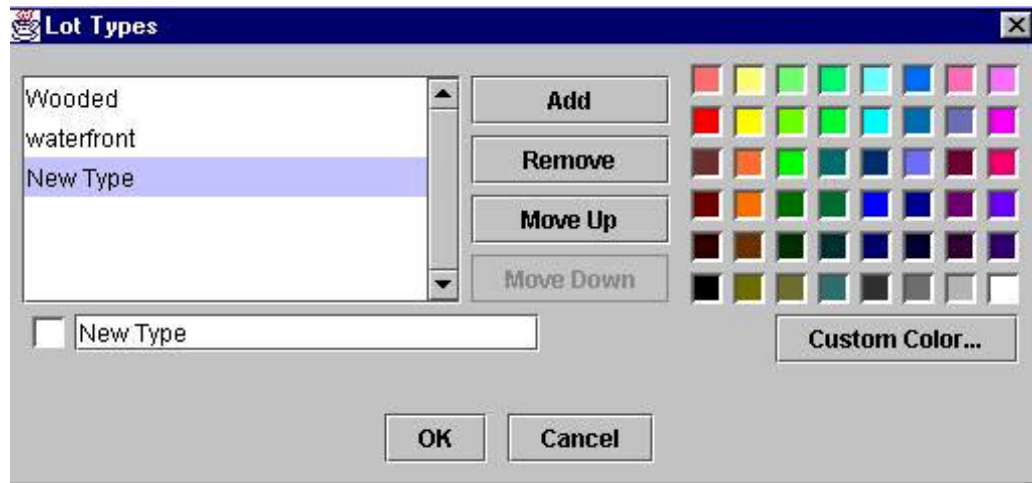 Lot Types
Wooded
waterfront
New Type
Add
Remove
Move Up
Move Down
New Type
Custom Color...
OK
Cancel